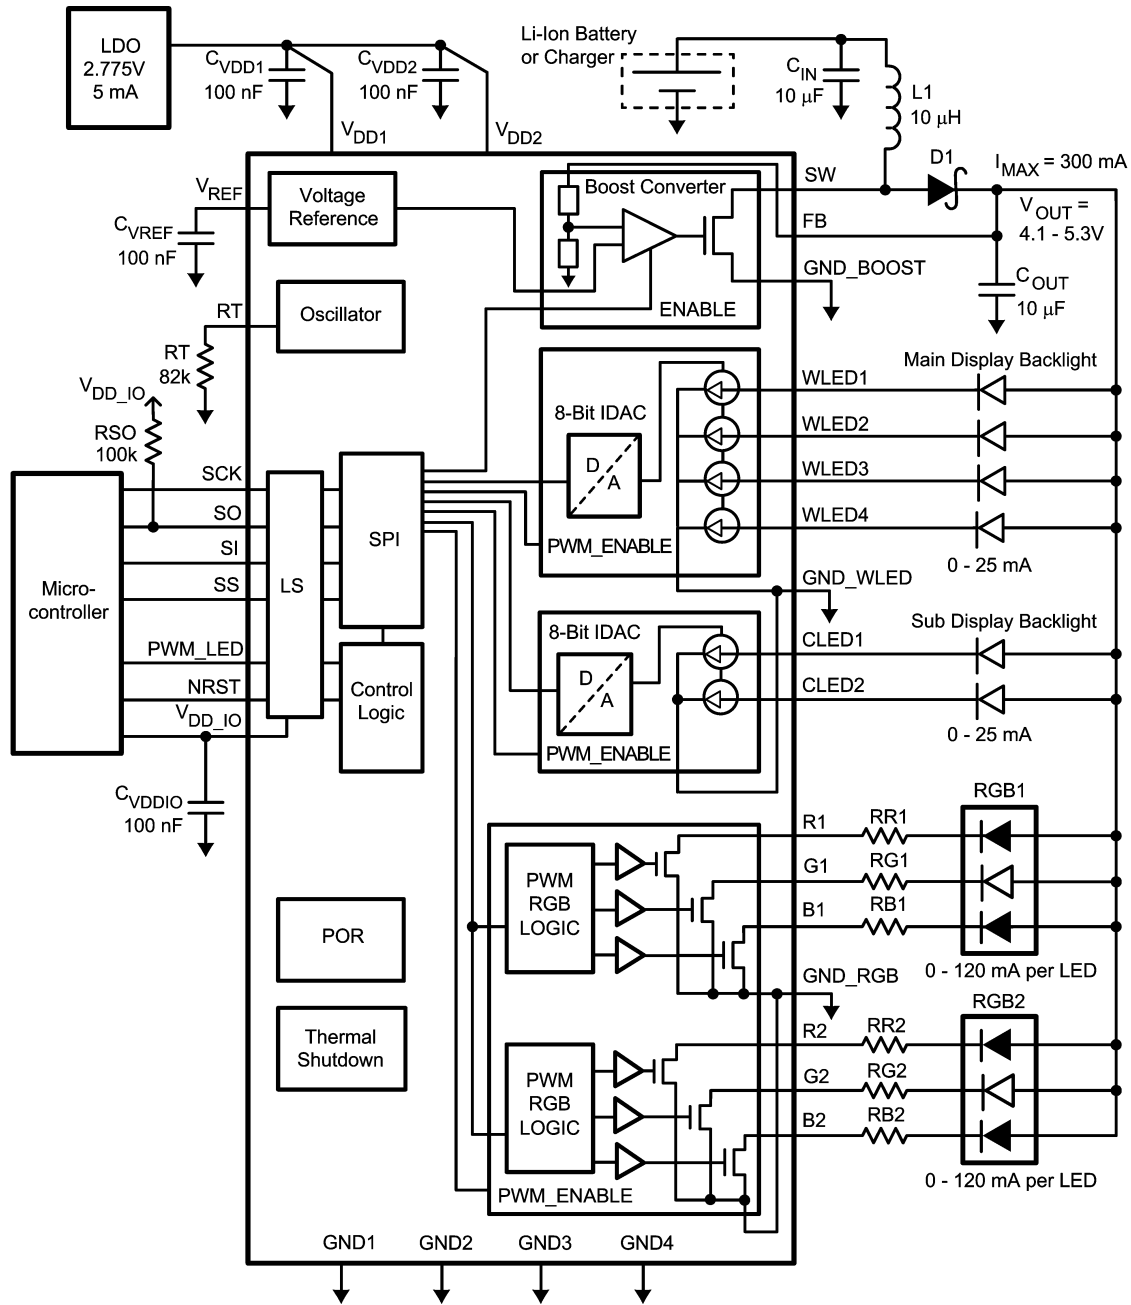 LDO
2.775V
5 mA
CVDD1
100 nF
CVDD2
100 nF
Li-Ion Battery
or Charger
CIN
10 μF
L1
10 μH
VDD1
VDD2
D1
IMAX = 300 mA
VOUT =
4.1 - 5.3V
SW
FB
GND_BOOST
COUT
10 μF
Boost Converter
ENABLE
VREF
Voltage
Reference
CVREF
100 nF
RT
Oscillator
RT
82k
VDD_IO
RSO
100k
Main Display Backlight
WLED1
WLED2
WLED3
WLED4
0 - 25 mA
8-Bit IDAC
D
A
PWM_ENABLE
GND_WLED
SCK
SO
SI
SS
PWM_LED
NRST
VDD_IO
Micro-
controller
LS
SPI
Control
Logic
CVDDIO
100 nF
8-Bit IDAC
D
A
PWM_ENABLE
Sub Display Backlight
CLED1
CLED2
0 - 25 mA
RGB1
R1
RR1
G1
RG1
B1
RB1
0 - 120 mA per LED
PWM
RGB
LOGIC
GND_RGB
POR
Thermal
Shutdown
RGB2
R2
RR2
G2
RG2
B2
RB2
0 - 120 mA per LED
PWM
RGB
LOGIC
PWM_ENABLE
GND1
GND2
GND3
GND4